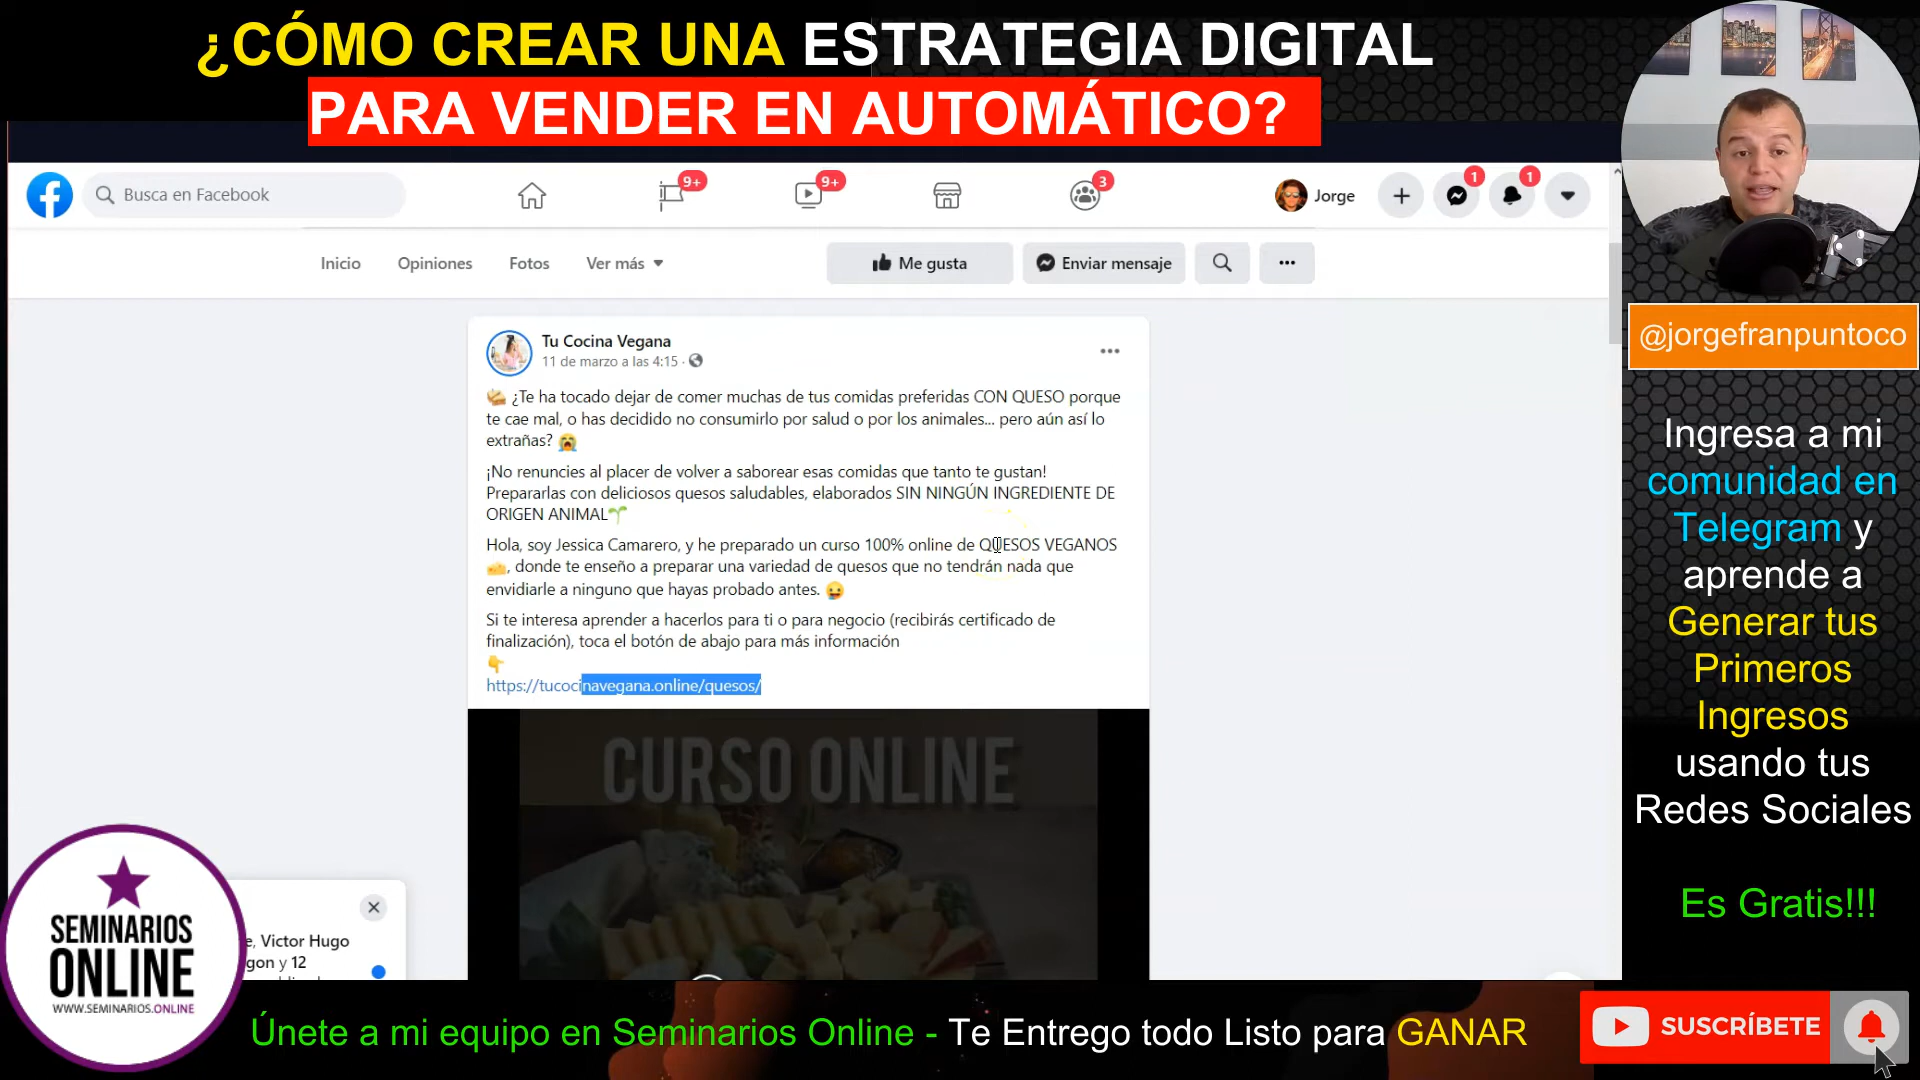 ¿CÓMO CREAR UNA ESTRATEGIA DIGITAL
PARA VENDER EN AUTOMÁTICO?
Busca en Facebook
9+
9+
3
Jorge
1
1
Inicio
Opiniones
Fotos
Ver más
Me gusta
Enviar mensaje
Tu Cocina Vegana
11 de marzo a las 4:15 ·
¿Te ha tocado dejar de comer muchas de tus comidas preferidas CON QUESO porque
te cae mal, o has decidido no consumirlo por salud o por los animales... pero aún así lo
extrañas?
¡No renuncies al placer de volver a saborear esas comidas que tanto te gustan!
Prepararlas con deliciosos quesos saludables, elaborados SIN NINGÚN INGREDIENTE DE
ORIGEN ANIMAL
Hola, soy Jessica Camarero, y he preparado un curso 100% online de QUESOS VEGANOS
, donde te enseño a preparar una variedad de quesos que no tendrán nada que
envidiarle a ninguno que hayas probado antes.
Si te interesa aprender a hacerlos para ti o para negocio (recibirás certificado de
finalización), toca el botón de abajo para más información
https://tucocinavegana.online/quesos/
CURSO ONLINE
@jorgefranpuntoco
Ingresa a mi
comunidad en
Telegram y
aprende a
Generar tus
Primeros
Ingresos
usando tus
Redes Sociales
Es Gratis!!!
e, Victor Hugo
gon y 12
SEMINARIOS
ONLINE
WWW.SEMINARIOS.ONLINE
Únete a mi equipo en Seminarios Online - Te Entrego todo Listo para GANAR
SUSCRÍBETE